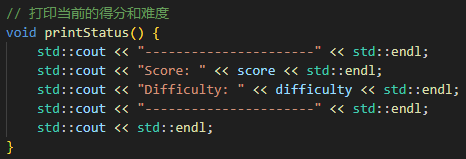 // 打印当前的得分和难度
void printStatus() {
    std::cout << "----------------------" << std::endl;
    std::cout << "Score: " << score << std::endl;
    std::cout << "Difficulty: " << difficulty << std::endl;
    std::cout << "----------------------" << std::endl;
    std::cout << std::endl;
}